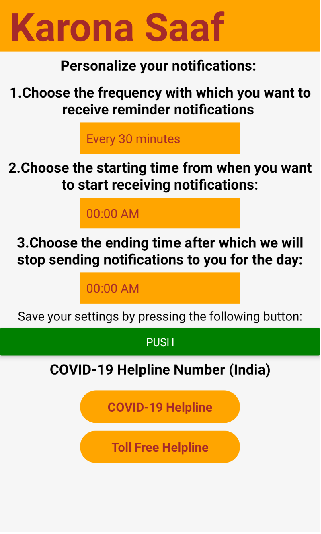 Karona Saaf
Personalize your notifications:
1.Choose the frequency with which you want to
receive reminder notifications
Every 30 minutes
2.Choose the starting time from when you want
to start receiving notifications:
00:00 AM
3.Choose the ending time after which we will
stop sending notifications to you for the day:
00:00 AM
Save your settings by pressing the following button:
PUSH
COVID-19 Helpline Number (India)
COVID-19 Helpline
Toll Free Helpline